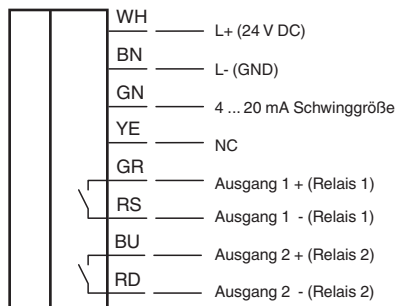 WH L+ (24 V DC)
BN L- (GND)
GN 4 ... 20 mA Schwinggröße
YE NC
GR Ausgang 1 + (Relais 1)
RS Ausgang 1 - (Relais 1)
BU Ausgang 2 + (Relais 2)
RD Ausgang 2 - (Relais 2)